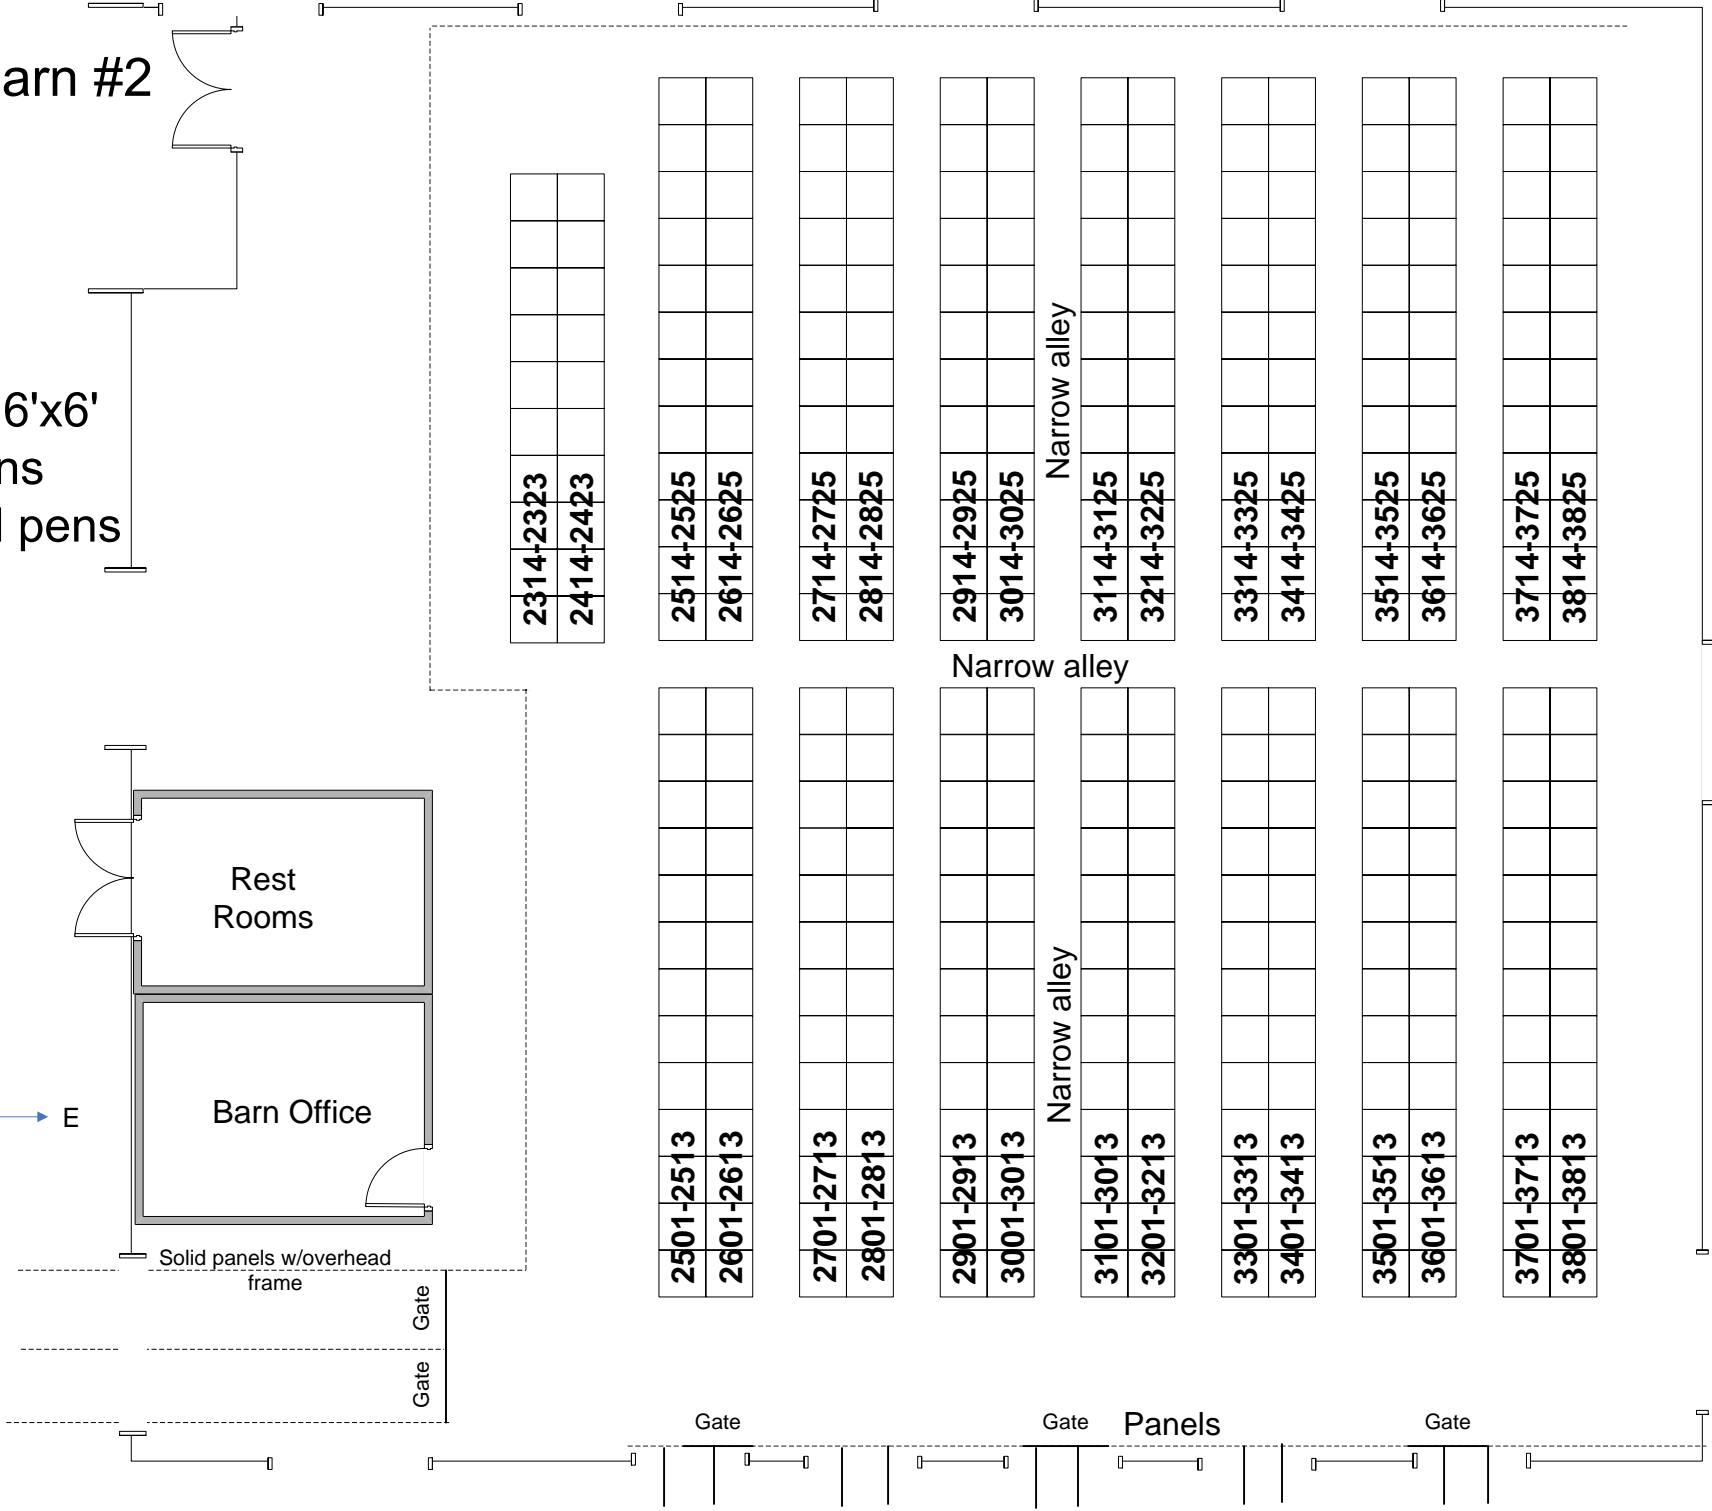 arn #2
6'x6'
ns
l pens
Narrow alley
2314-2323
2414-2423
2514-2525
2614-2625
2714-2725
2814-2825
2914-2925
3014-3025
3114-3125
3214-3225
3314-3325
3414-3425
3514-3525
3614-3625
3714-3725
3814-3825
Narrow alley
Rest
Rooms
Narrow alley
Barn Office
E
2501-2513
2601-2613
2701-2713
2801-2813
2901-2913
3001-3013
3101-3013
3201-3213
3301-3313
3401-3413
3501-3513
3601-3613
3701-3713
3801-3813
Solid panels w/overhead
frame
Gate
Gate
Gate
Gate
Panels
Gate